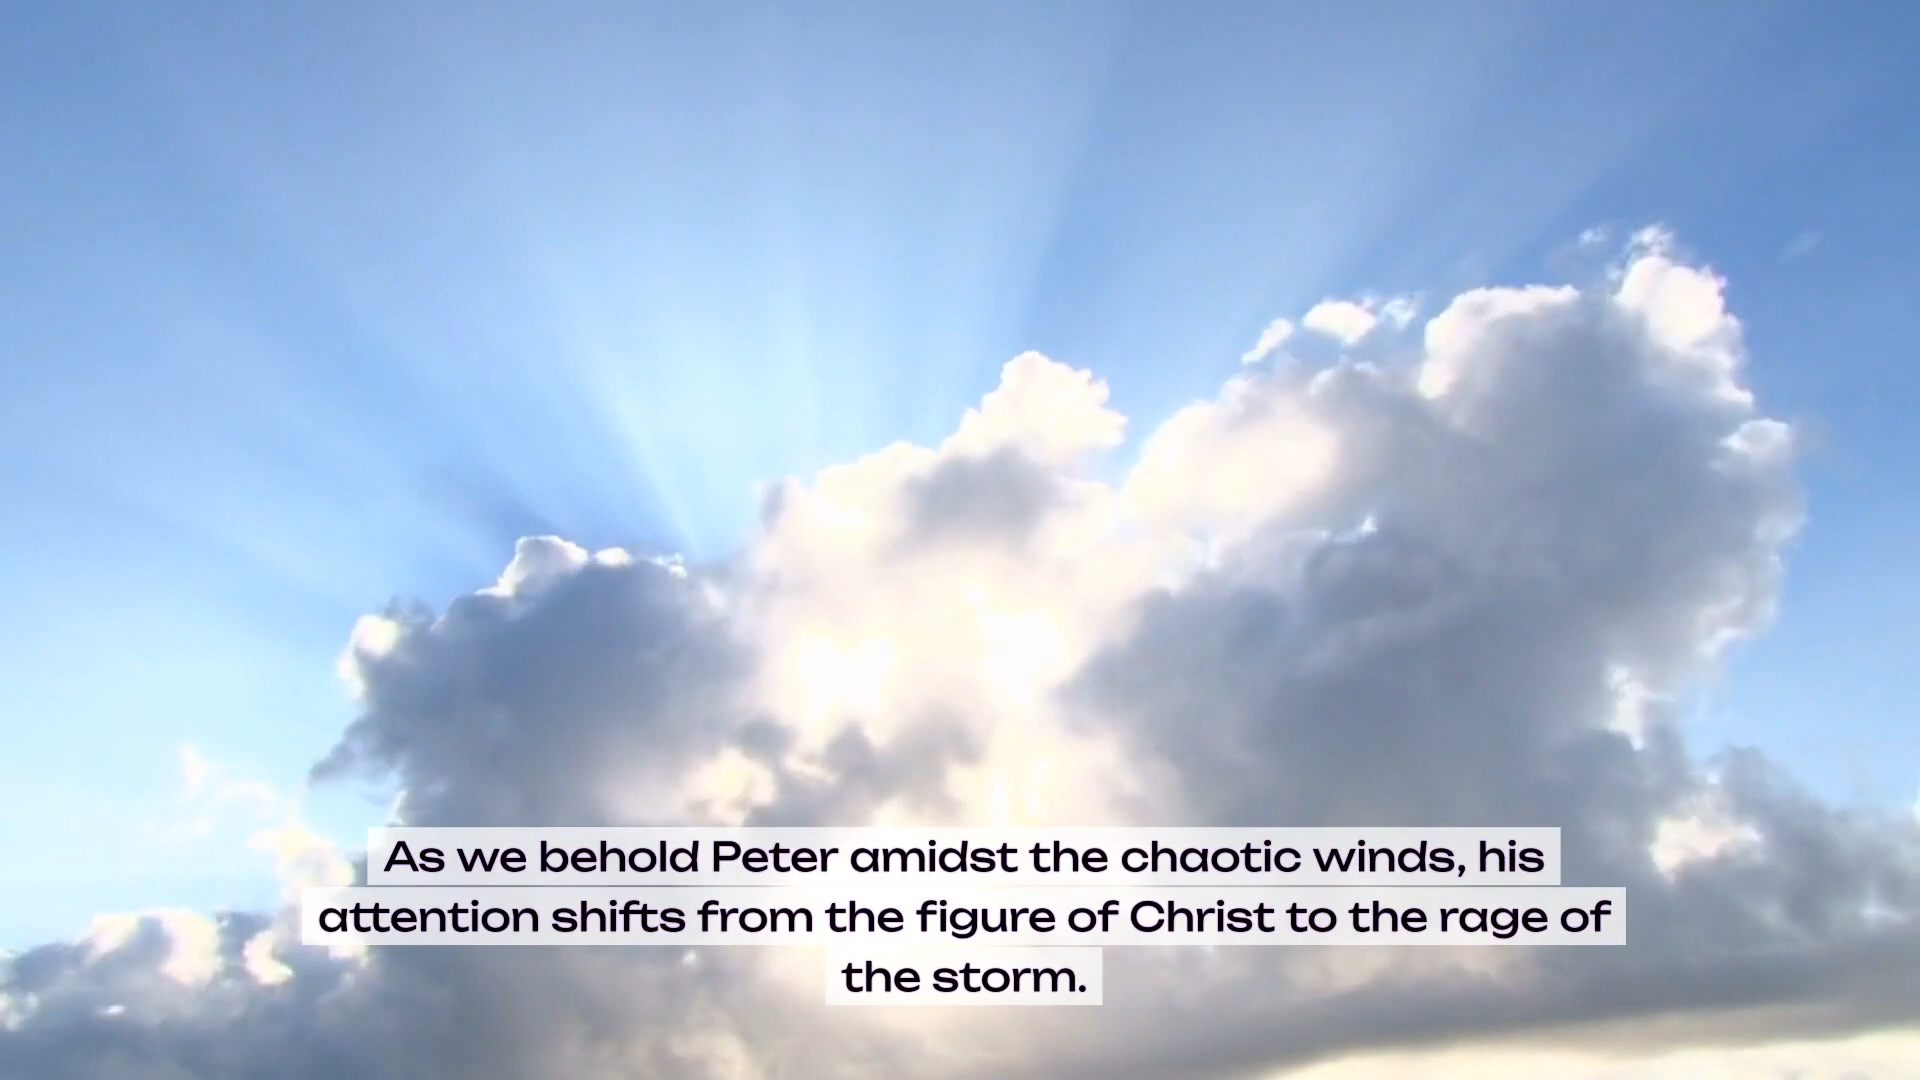 As we behold Peter amidst the chaotic winds, his
attention shifts from the figure of Christ to the rage of
the storm.